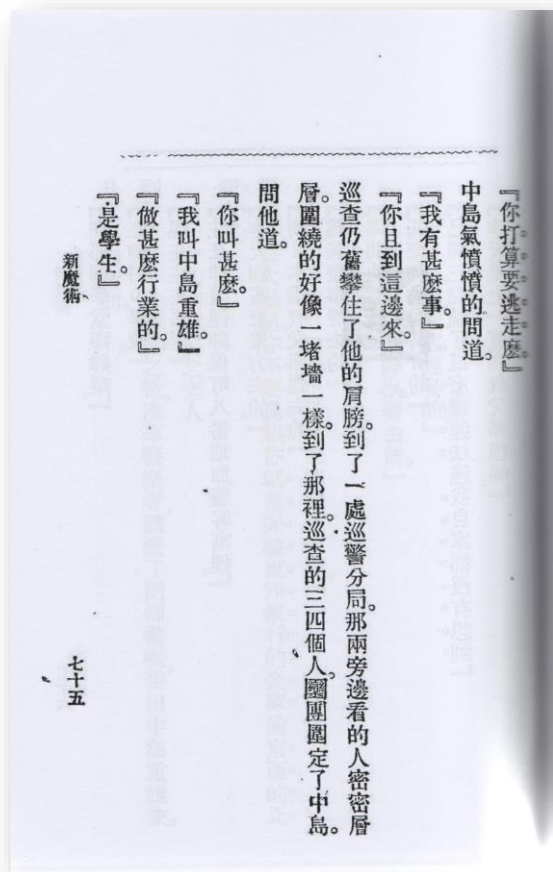 『你打算要逃走麽』
中島氣憤憤的問道。
『我有甚麽事。』
『你且到這邊來。』
巡查仍舊攀住了他的肩膀。到了一處巡警分局。那兩旁邊看的人密密層
層。圍繞的好像一堵墻一樣。到了那裡。巡查的三四個人。團團圍定了中島。
問他道。
『你叫甚麽。』
『我叫中島重雄。』
『做甚麽行業的。』
『是學生。』
新魔術
七十五